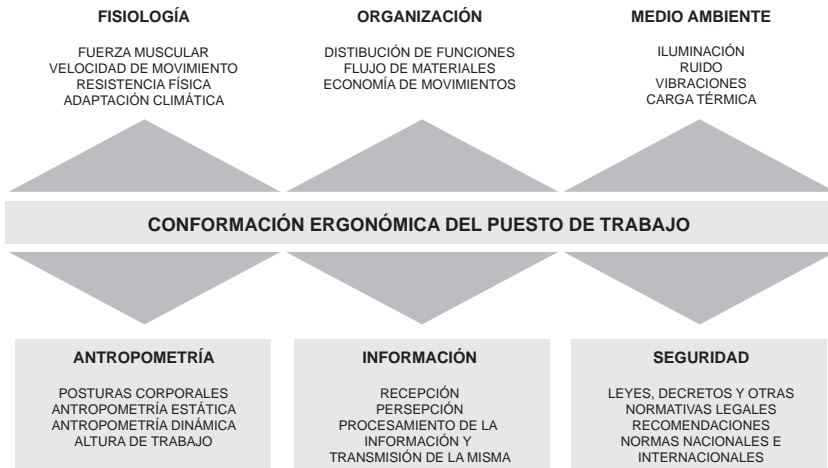 FISIOLOGÍA
FUERZA MUSCULAR
VELOCIDAD DE MOVIMIENTO
RESISTENCIA FÍSICA
ADAPTACIÓN CLIMÁTICA
ORGANIZACIÓN
DISTIBUCIÓN DE FUNCIONES
FLUJO DE MATERIALES
ECONOMÍA DE MOVIMIENTOS
MEDIO AMBIENTE
ILUMINACIÓN
RUIDO
VIBRACIONES
CARGA TÉRMICA
CONFORMACIÓN ERGONÓMICA DEL PUESTO DE TRABAJO
ANTROPOMETRÍA
POSTURAS CORPORALES
ANTROPOMETRÍA ESTÁTICA
ANTROPOMETRÍA DINÁMICA
ALTURA DE TRABAJO
INFORMACIÓN
RECEPCIÓN
PERSEPCIÓN
PROCESAMIENTO DE LA
INFORMACIÓN Y
TRANSMISIÓN DE LA MISMA
SEGURIDAD
LEYES, DECRETOS Y OTRAS
NORMATIVAS LEGALES
RECOMENDACIONES
NORMAS NACIONALES E
INTERNACIONALES